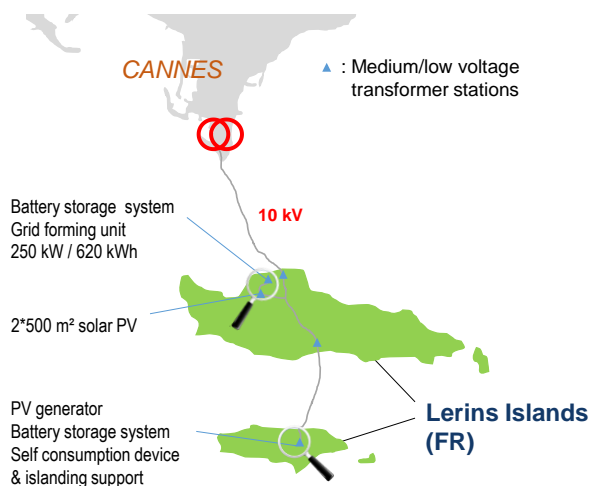 CANNES
: Medium/low voltage
transformer stations
Battery storage system
Grid forming unit
250 kW / 620 kWh
10 kV
2*500 m² solar PV
PV generator
Battery storage system
Self consumption device
& islanding support
Lerins Islands
(FR)